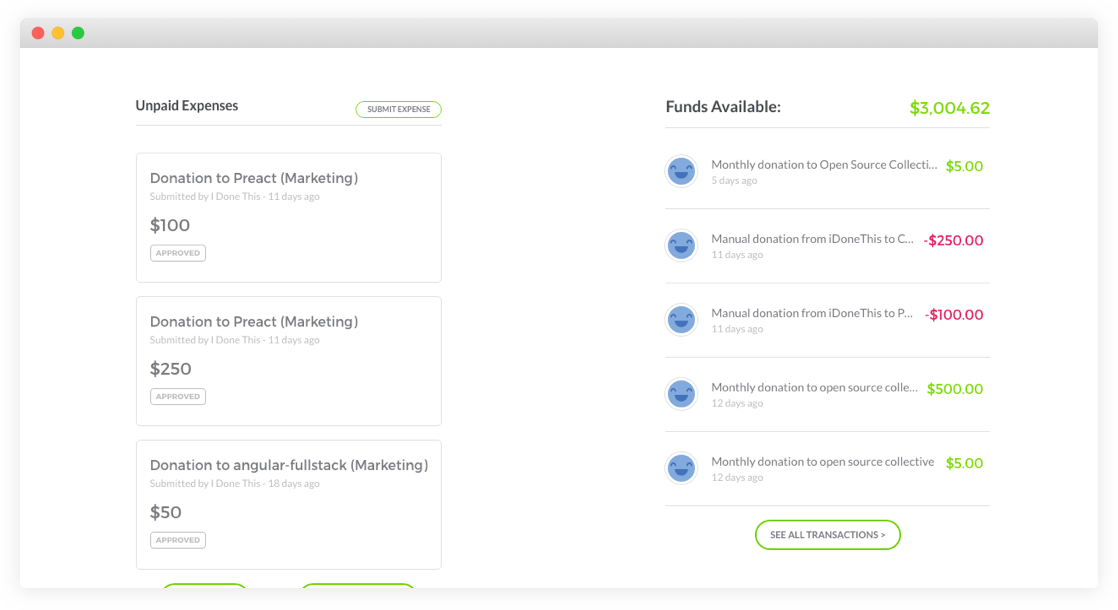 Unpaid Expenses
SUBMIT EXPENSE
Donation to Preact (Marketing)
Submitted by I Done This - 11 days ago
$100
APPROVED
Donation to Preact (Marketing)
Submitted by I Done This - 11 days ago
$250
APPROVED
Donation to angular-fullstack (Marketing)
Submitted by I Done This - 18 days ago
$50
APPROVED
Funds Available: $3,004.62
Monthly donation to Open Source Collecti... $5.00
5 days ago
Manual donation from iDoneThis to C... -$250.00
11 days ago
Manual donation from iDoneThis to P... -$100.00
11 days ago
Monthly donation to open source colle... $500.00
12 days ago
Monthly donation to open source collective $5.00
12 days ago
SEE ALL TRANSACTIONS >